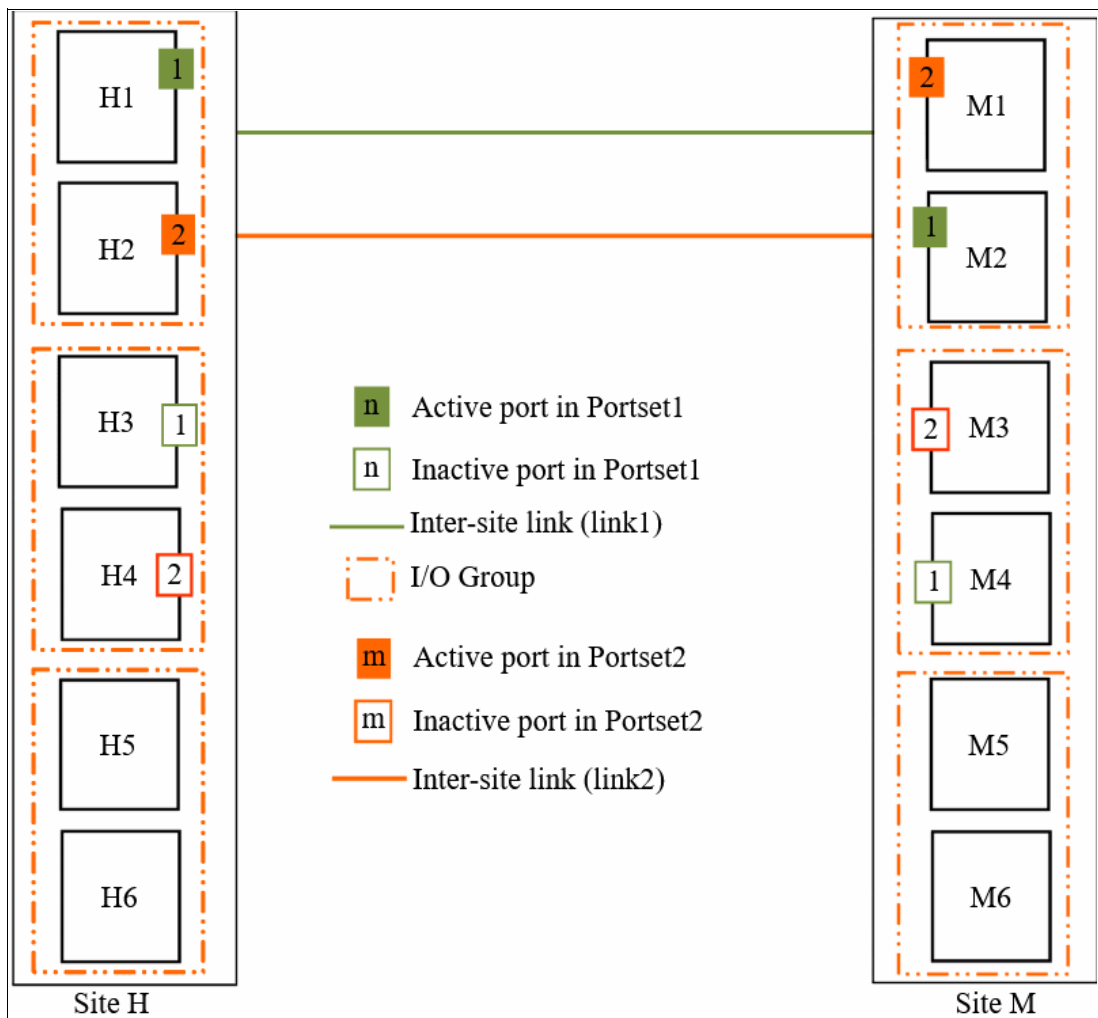 1
H1
2
H2
1
H3
2
H4
H5
H6
Site H
n Active port in Portset1
n Inactive port in Portset1
Inter-site link (link1)
I/O Group
m Active port in Portset2
m Inactive port in Portset2
Inter-site link (link2)
2
M1
1
M2
2
M3
1
M4
M5
M6
Site M